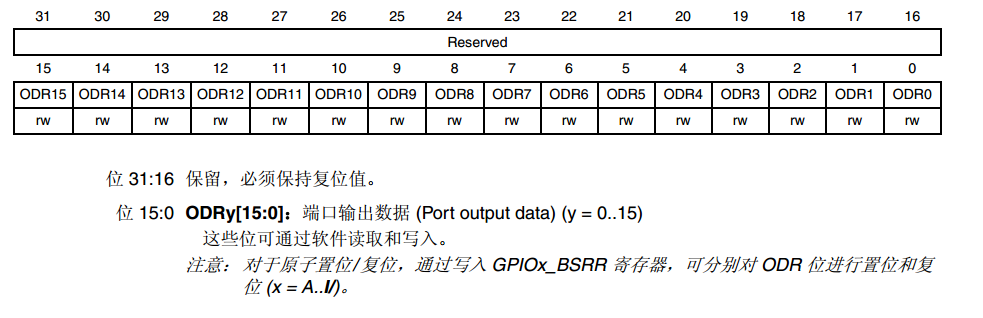 31 30 29 28 27 26 25 24 23 22 21 20 19 18 17 16
Reserved
15 14 13 12 11 10 9 8 7 6 5 4 3 2 1 0
ODR15 ODR14 ODR13 ODR12 ODR11 ODR10 ODR9 ODR8 ODR7 ODR6 ODR5 ODR4 ODR3 ODR2 ODR1 ODR0
rw rw rw rw rw rw rw rw rw rw rw rw rw rw rw rw
位 31:16 保留，必须保持复位值。
位 15:0 ODRy[15:0]：端口输出数据 (Port output data) (y = 0..15)
这些位可通过软件读取和写入。
注意： 对于原子置位/复位，通过写入 GPIOx_BSRR 寄存器，可分别对 ODR 位进行置位和复
位 (x = A..I/)。